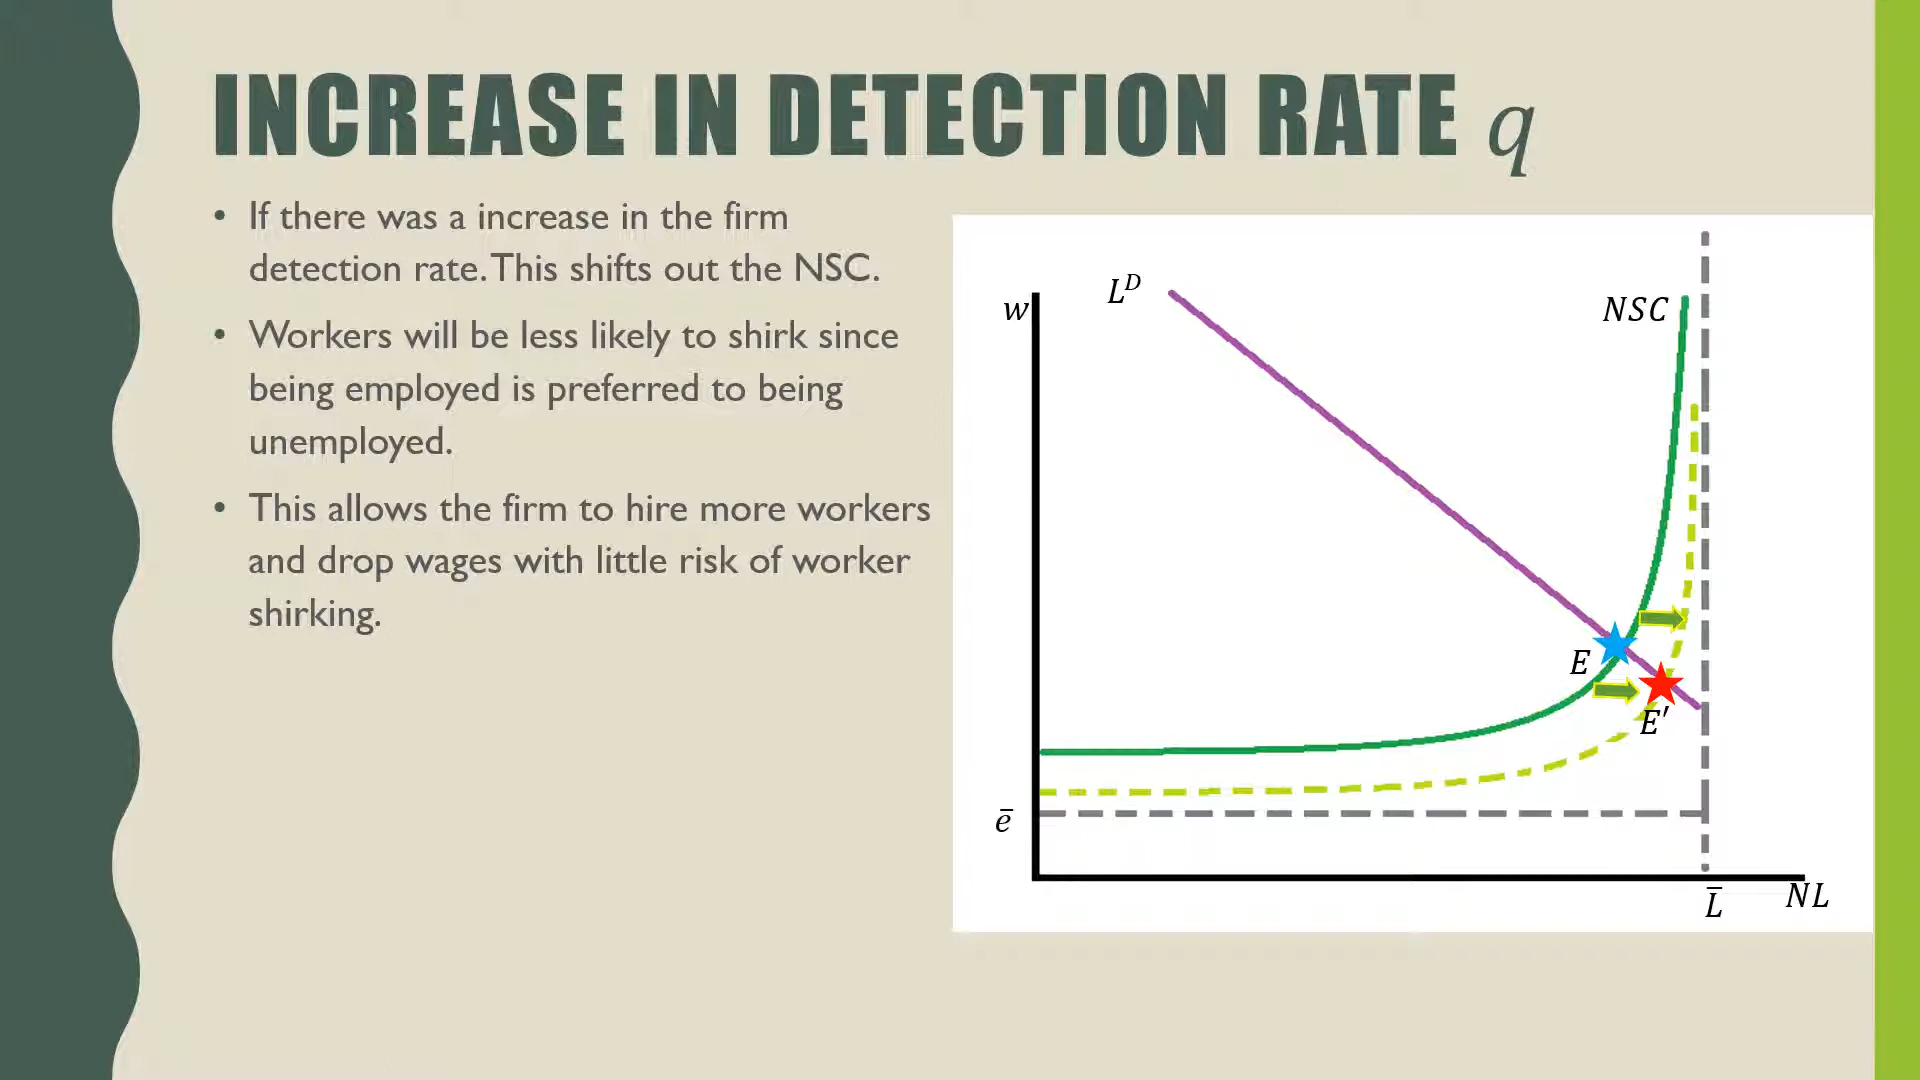 INCREASE IN DETECTION RATE q
• If there was a increase in the firm
detection rate. This shifts out the NSC.
• Workers will be less likely to shirk since
being employed is preferred to being
unemployed.
• This allows the firm to hire more workers
and drop wages with little risk of worker
shirking.
w
L^D
NSC
E
E′
ē
L̄
NL